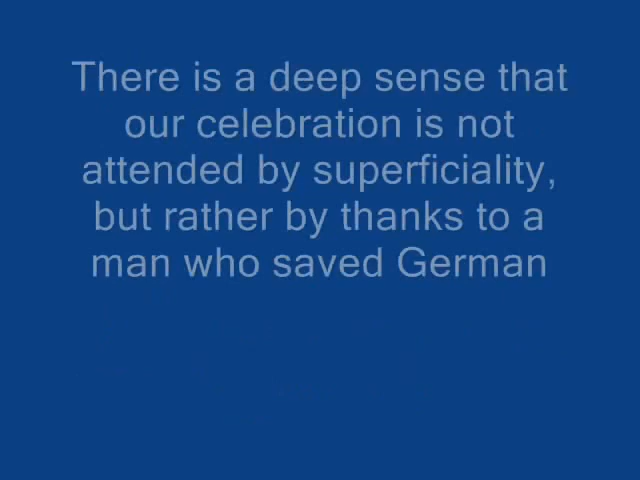 There is a deep sense that
our celebration is not
attended by superficiality,
but rather by thanks to a
man who saved German